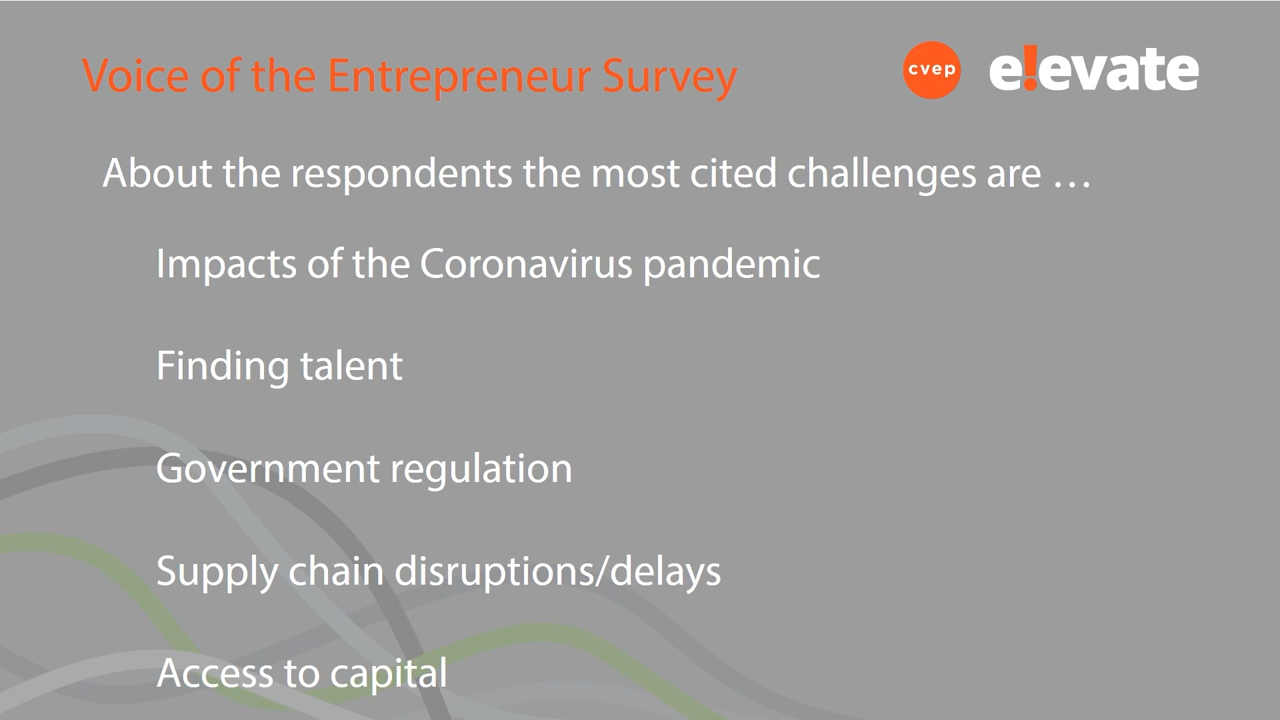 Voice of the Entrepreneur Survey
cvep
e!evate
About the respondents the most cited challenges are …
Impacts of the Coronavirus pandemic
Finding talent
Government regulation
Supply chain disruptions/delays
Access to capital